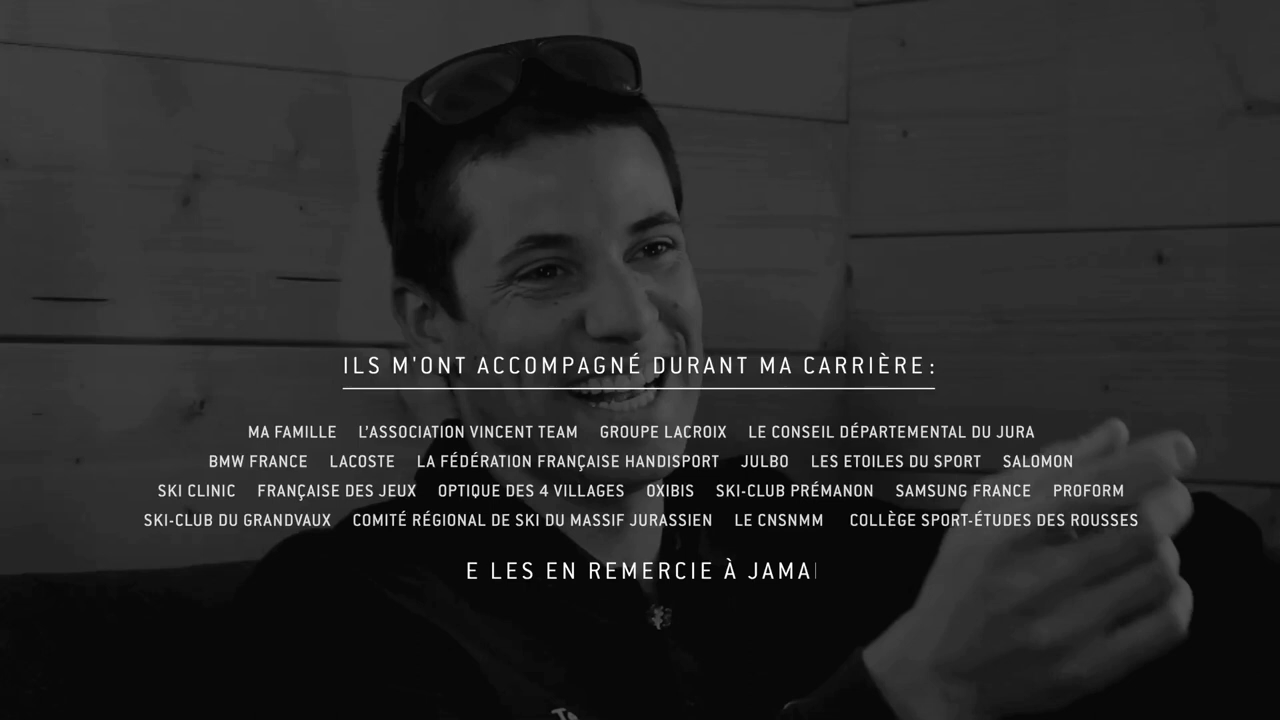 ILS M'ONT ACCOMPAGNÉ DURANT MA CARRIÈRE :
MA FAMILLE L'ASSOCIATION VINCENT TEAM GROUPE LACROIX LE CONSEIL DÉPARTEMENTAL DU JURA
BMW FRANCE LACOSTE LA FÉDÉRATION FRANÇAISE HANDISPORT JULBO LES ETOILES DU SPORT SALOMON
SKI CLINIC FRANÇAISE DES JEUX OPTIQUE DES 4 VILLAGES OXIBIS SKI-CLUB PRÉMANON SAMSUNG FRANCE PROFORM
SKI-CLUB DU GRANDVAUX COMITÉ RÉGIONAL DE SKI DU MASSIF JURASSIEN LE CNSNMM COLLÈGE SPORT-ÉTUDES DES ROUSSES
E LES EN REMERCIE À JAMA